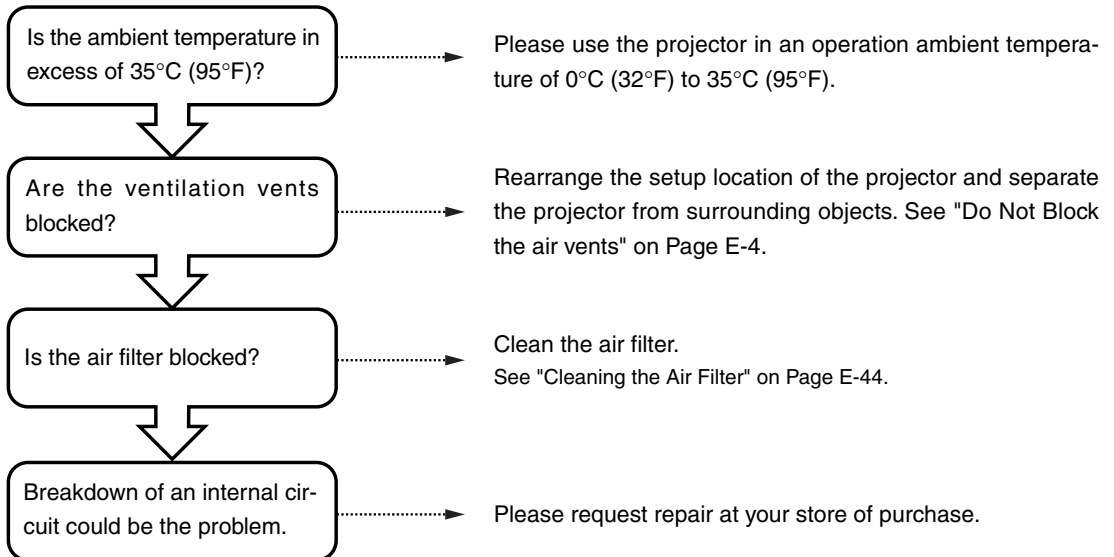 Is the ambient temperature in
excess of 35°C (95°F)?
Please use the projector in an operation ambient tempera-
ture of 0°C (32°F) to 35°C (95°F).
Are the ventilation vents
blocked?
Rearrange the setup location of the projector and separate
the projector from surrounding objects. See "Do Not Block
the air vents" on Page E-4.
Is the air filter blocked?
Clean the air filter.
See "Cleaning the Air Filter" on Page E-44.
Breakdown of an internal cir-
cuit could be the problem.
Please request repair at your store of purchase.